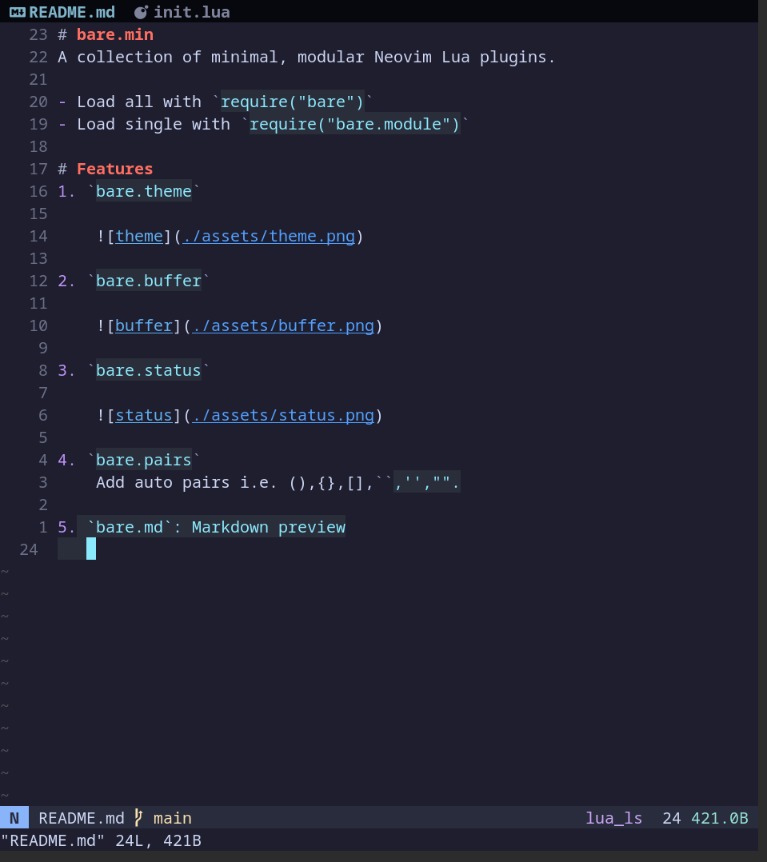 README.md init.lua
23 # bare.min
22 A collection of minimal, modular Neovim Lua plugins.
21
20 - Load all with `require("bare")`
19 - Load single with `require("bare.module")`
18
17 # Features
16 1. `bare.theme`
15
14 ![theme](./assets/theme.png)
13
12 2. `bare.buffer`
11
10 ![buffer](./assets/buffer.png)
9
8 3. `bare.status`
7
6 ![status](./assets/status.png)
5
4 4. `bare.pairs`
3 Add auto pairs i.e. (),{},[],``,'',"".
2
1 5. `bare.md`: Markdown preview
24
~
~
~
~
~
~
~
~
~
~
~
N README.md main lua_ls 24 421.0B
"README.md" 24L, 421B